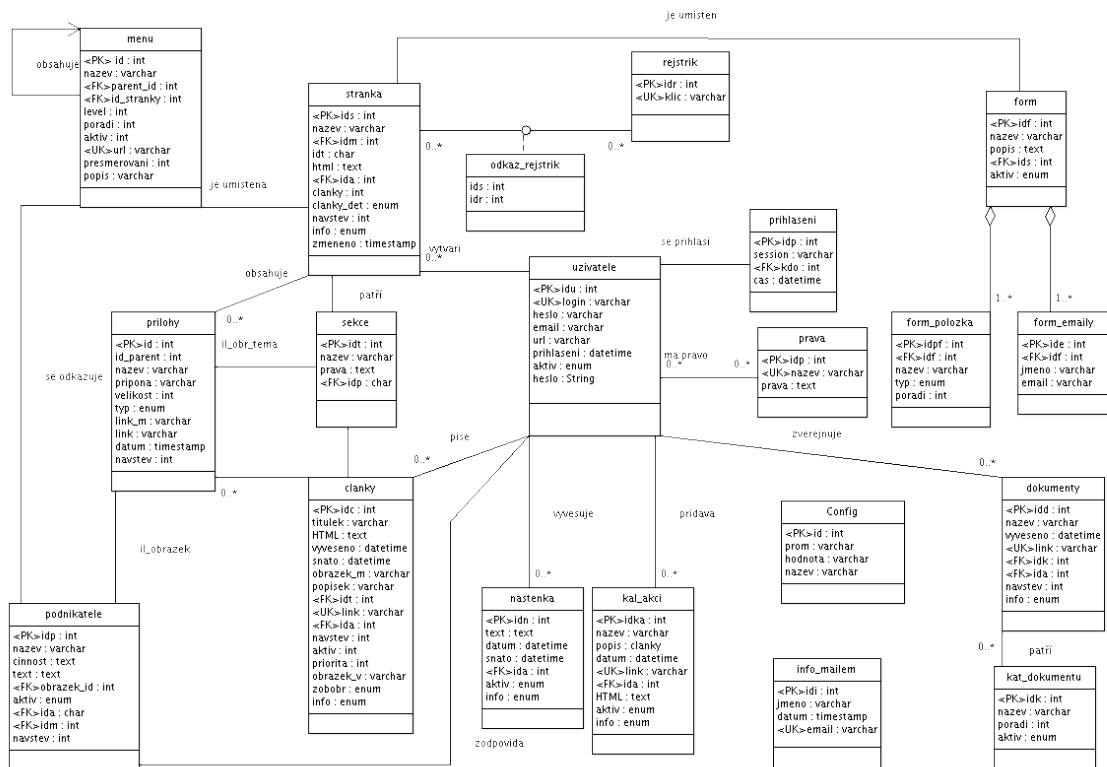 je umisten
menu
<PK> id : int
nazev : varchar
<FK>parent_id : int
<FK>id_stranky : int
level : int
poradi : int
aktiv : int
<UK>url : varchar
presmerovani : int
popis : varchar
obsahuje
stranka
<PK>ids : int
nazev : varchar
<FK>idm : int
idt : char
html : text
<FK>ida : int
clanky : int
clanky_det : enum
navstev : int
info : enum
zmeneno : timestamp
rejstrik
<PK>idr : int
<UK>klic : varchar
0..*
0..*
odkaz_rejstrik
ids : int
idr : int
form
<PK>idf : int
nazev : varchar
popis : text
<FK>ids : int
aktiv : enum
je umistena
vytvari
0..*
uzivatele
<PK>idu : int
<UK>login : varchar
heslo : varchar
email : varchar
url : varchar
prihlaseni : datetime
aktiv : enum
heslo : String
se prihlasi
prihlaseni
<PK>idp : int
session : varchar
<FK>kdo : int
cas : datetime
obsahuje
0..*
patří
prilohy
<PK>id : int
id_parent : int
nazev : varchar
pripona : varchar
velikost : int
typ : enum
link_m : varchar
link : varchar
datum : timestamp
navstev : int
il_obr_tema
sekce
<PK>idt : int
nazev : varchar
prava : text
<FK>idp : char
ma pravo
0..*
0..*
prava
<PK>idp : int
<UK>nazev : varchar
prava : text
1..*
1..*
form_polozka
<PK>idpf : int
<FK>idf : int
nazev : varchar
typ : enum
poradi : int
form_emaily
<PK>ide : int
<FK>idf : int
jmeno : varchar
email : varchar
se odkazuje
pise
0..*
zverejnuje
0..*
0..*
clanky
<PK>idc : int
titulek : varchar
HTML : text
vyveseno : datetime
snato : datetime
obrazek_m : varchar
popisek : varchar
<FK>idt : int
<UK>link : varchar
<FK>ida : int
navstev : int
aktiv : int
priorita : int
obrazek_v : varchar
zobobr : enum
info : enum
vyvesuje
pridava
Config
<PK>id : int
prom : varchar
hodnota : varchar
nazev : varchar
dokumenty
<PK>idd : int
nazev : varchar
vyveseno : datetime
<UK>link : varchar
<FK>idk : int
<FK>ida : int
navstev : int
info : enum
il_obrazek
0..*
0..*
podnikatele
<PK>idp : int
nazev : varchar
cinnost : text
text : text
<FK>obrazek_id : int
aktiv : enum
<FK>ida : char
<FK>idm : int
navstev : int
nastenka
<PK>idn : int
text : text
datum : datetime
snato : datetime
<FK>ida : int
aktiv : enum
info : enum
kal_akci
<PK>idka : int
nazev : varchar
popis : clanky
datum : datetime
<UK>link : varchar
<FK>ida : int
HTML : text
aktiv : enum
info : enum
0..*
patří
info_mailem
<PK>idi : int
jmeno : varchar
datum : timestamp
<UK>email : varchar
kat_dokumentu
<PK>idk : int
nazev : varchar
poradi : int
aktiv : enum
zodpovida